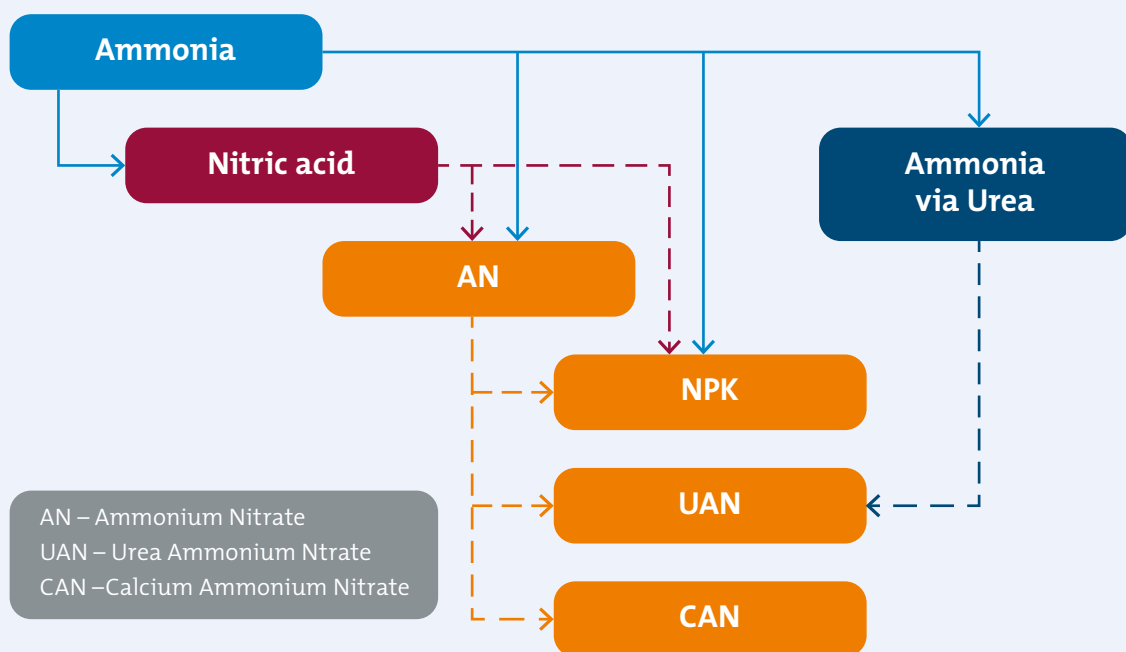 Ammonia
Nitric acid
Ammonia
via Urea
AN
NPK
UAN
CAN
AN – Ammonium Nitrate
UAN – Urea Ammonium Ntrate
CAN –Calcium Ammonium Nitrate